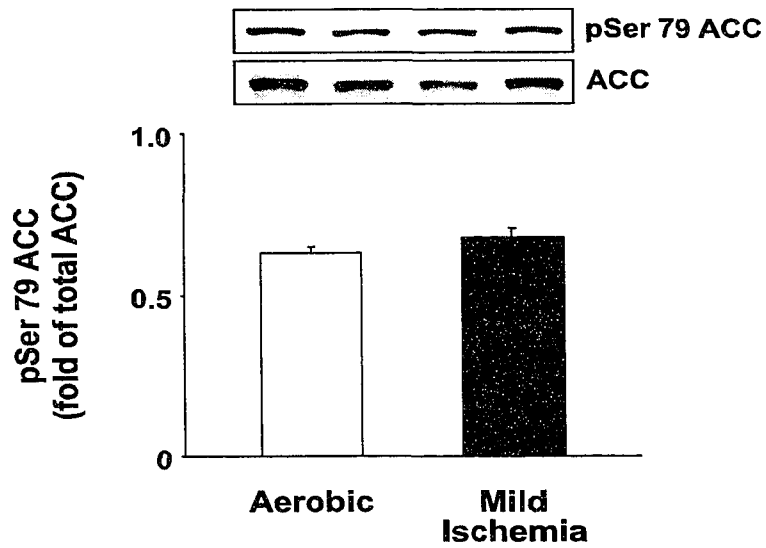 pSer 79 ACC
ACC
pSer 79 ACC
(fold of total ACC)
1.0
0.5
0
Aerobic
Mild
Ischemia